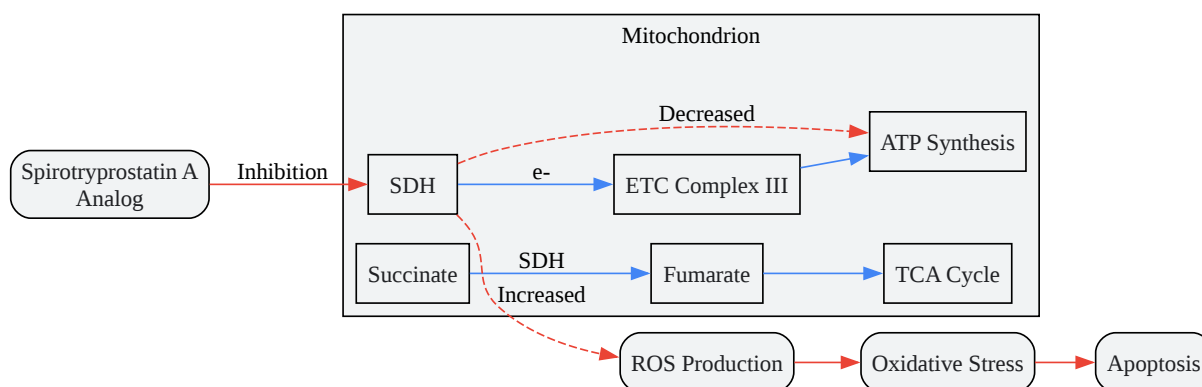 Mitochondrion
Decreased
ATP Synthesis
Spirotryprostatin A
Analog
Inhibition
SDH
e-
ETC Complex III
Succinate
SDH
Fumarate
TCA Cycle
Increased
ROS Production
Oxidative Stress
Apoptosis